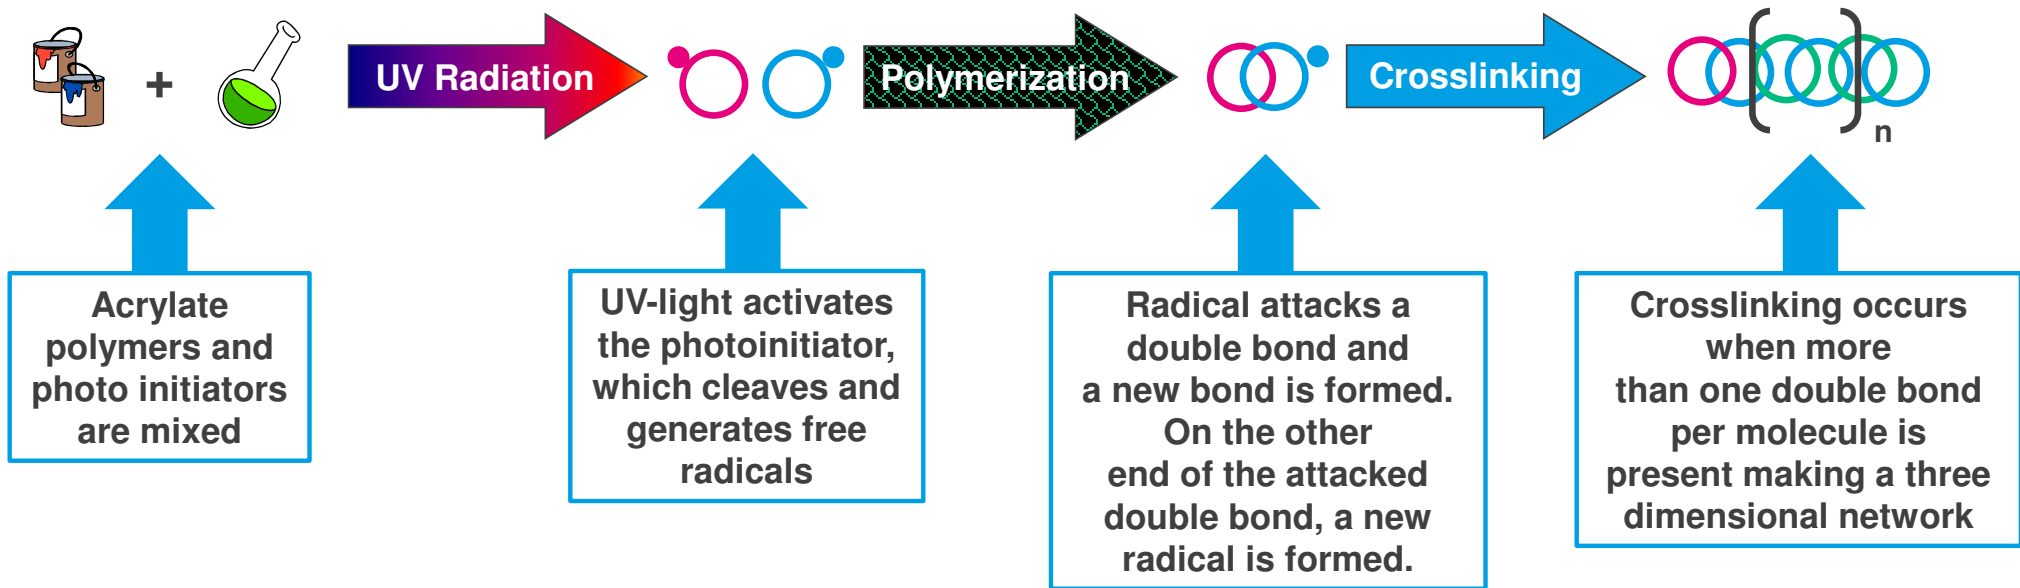 +
UV Radiation
Polymerization
Crosslinking
n
Acrylate
polymers and
photo initiators
are mixed
UV-light activates
the photoinitiator,
which cleaves and
generates free
radicals
Radical attacks a
double bond and
a new bond is formed.
On the other
end of the attacked
double bond, a new
radical is formed.
Crosslinking occurs
when more
than one double bond
per molecule is
present making a three
dimensional network